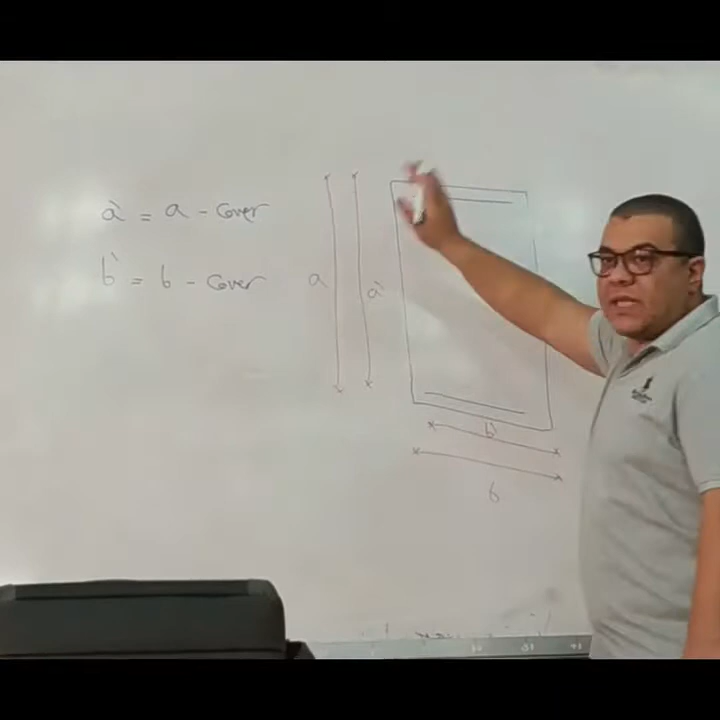 a' = a - cover
b' = b - cover
a
a'
b'
b